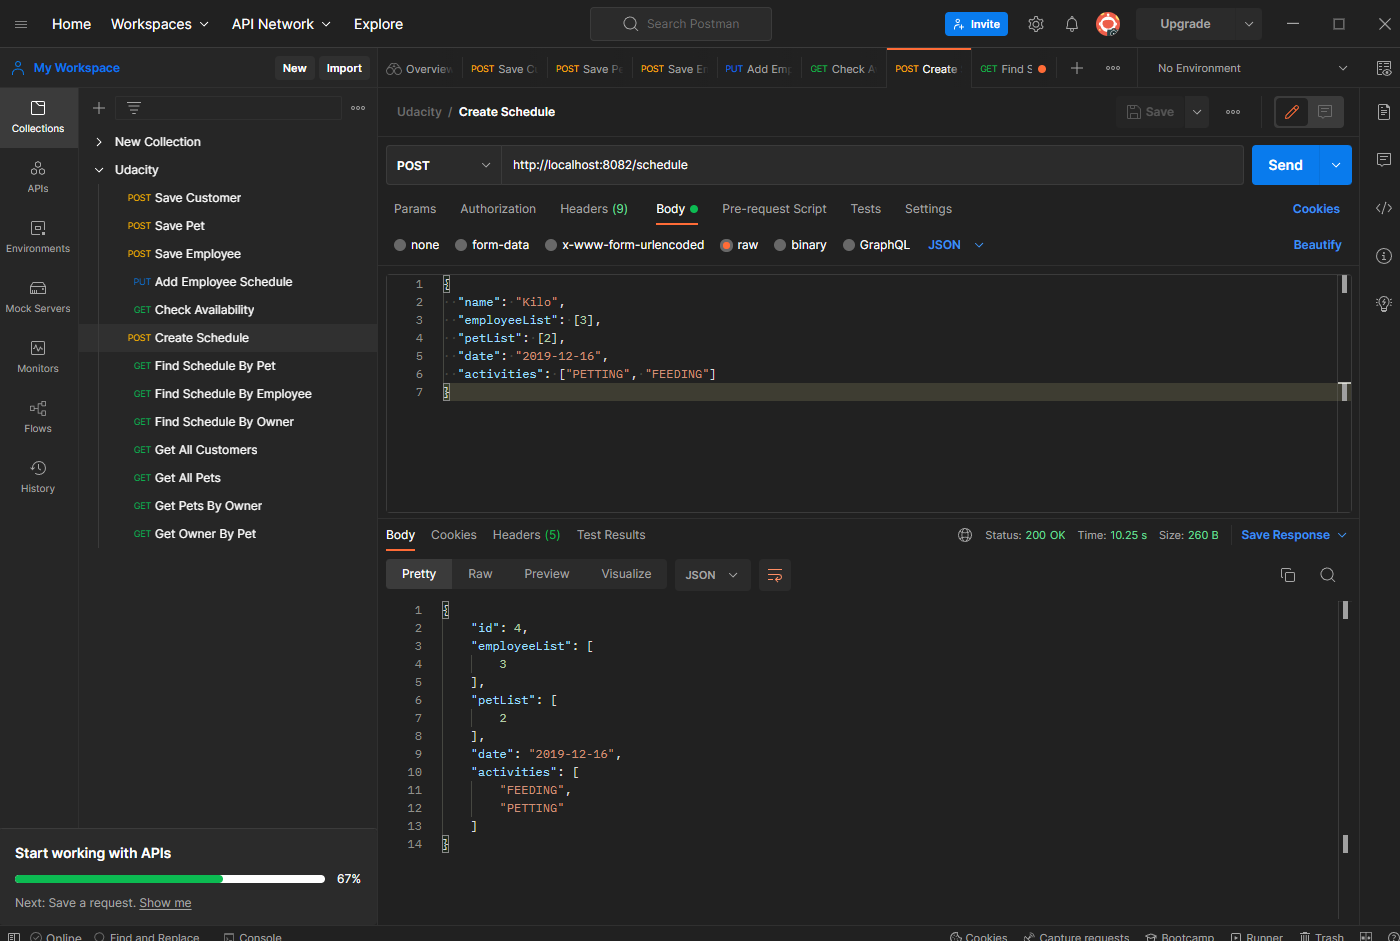 Home Workspaces API Network Explore Search Postman Invite Upgrade
My Workspace New Import Overview POST Save Cu POST Save Pe POST Save Em PUT Add Emp GET Check A POST Create GET Find S No Environment
Collections
APIs
Environments
Mock Servers
Monitors
Flows
History
New Collection
Udacity
POST Save Customer
POST Save Pet
POST Save Employee
PUT Add Employee Schedule
GET Check Availability
POST Create Schedule
GET Find Schedule By Pet
GET Find Schedule By Employee
GET Find Schedule By Owner
GET Get All Customers
GET Get All Pets
GET Get Pets By Owner
GET Get Owner By Pet
Start working with APIs
67%
Next: Save a request. Show me
Udacity / Create Schedule Save
POST http://localhost:8082/schedule Send
Params Authorization Headers (9) Body Pre-request Script Tests Settings Cookies
none form-data x-www-form-urlencoded raw binary GraphQL JSON Beautify
1 {
2 "name": "Kilo",
3 "employeeList": [3],
4 "petList": [2],
5 "date": "2019-12-16",
6 "activities": ["PETTING", "FEEDING"]
7 }
Body Cookies Headers (5) Test Results Status: 200 OK Time: 10.25 s Size: 260 B Save Response
Pretty Raw Preview Visualize JSON
1 {
2 "id": 4,
3 "employeeList": [
4 3
5 ],
6 "petList": [
7 2
8 ],
9 "date": "2019-12-16",
10 "activities": [
11 "FEEDING",
12 "PETTING"
13 ]
14 }
Online Find and Replace Console Cookies Capture requests Bootcamp Runner Trash